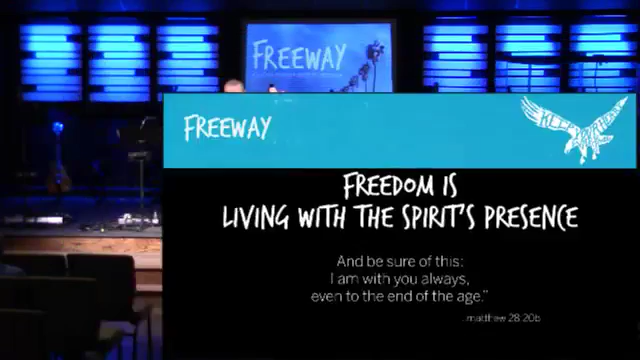 FREEWAY
FREEWAY
FREEDOM IS
LIVING WITH THE SPIRIT'S PRESENCE
And be sure of this:
I am with you always,
even to the end of the age."
matthew 28:20b